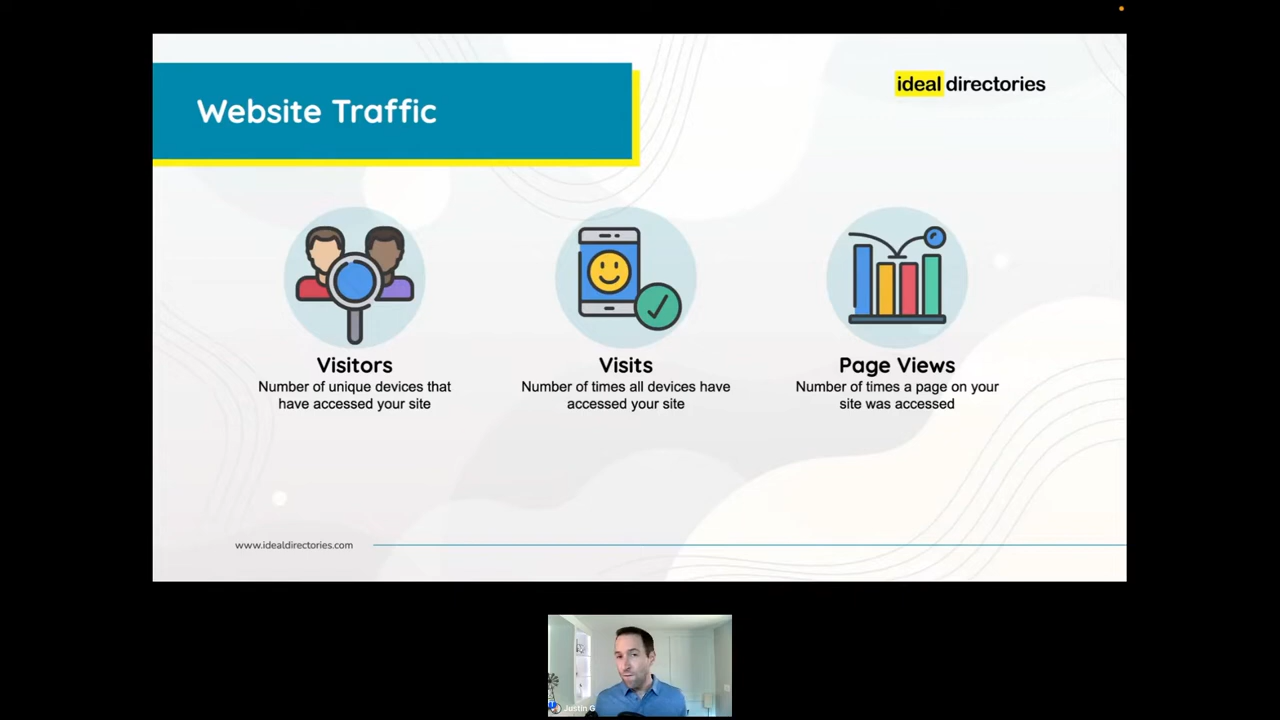 Website Traffic
ideal directories
Visitors
Number of unique devices that
have accessed your site
Visits
Number of times all devices have
accessed your site
Page Views
Number of times a page on your
site was accessed
www.idealdirectories.com
Justin G